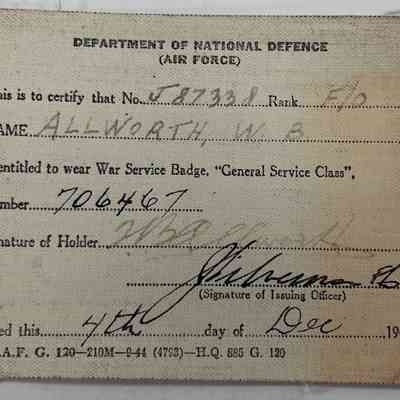 DEPARTMENT OF NATIONAL DEFENCE
(AIR FORCE)
his is to certify that No. J87338 Rank F/O
AME ALLWORTH, W. B
entitled to wear War Service Badge, "General Service Class",
umber 706467
nature of Holder
(Signature of Issuing Officer)
ed this 4th day of Dec 19
.A.F. G. 120—210M—9-44 (4793)—H.Q. 885 G. 120